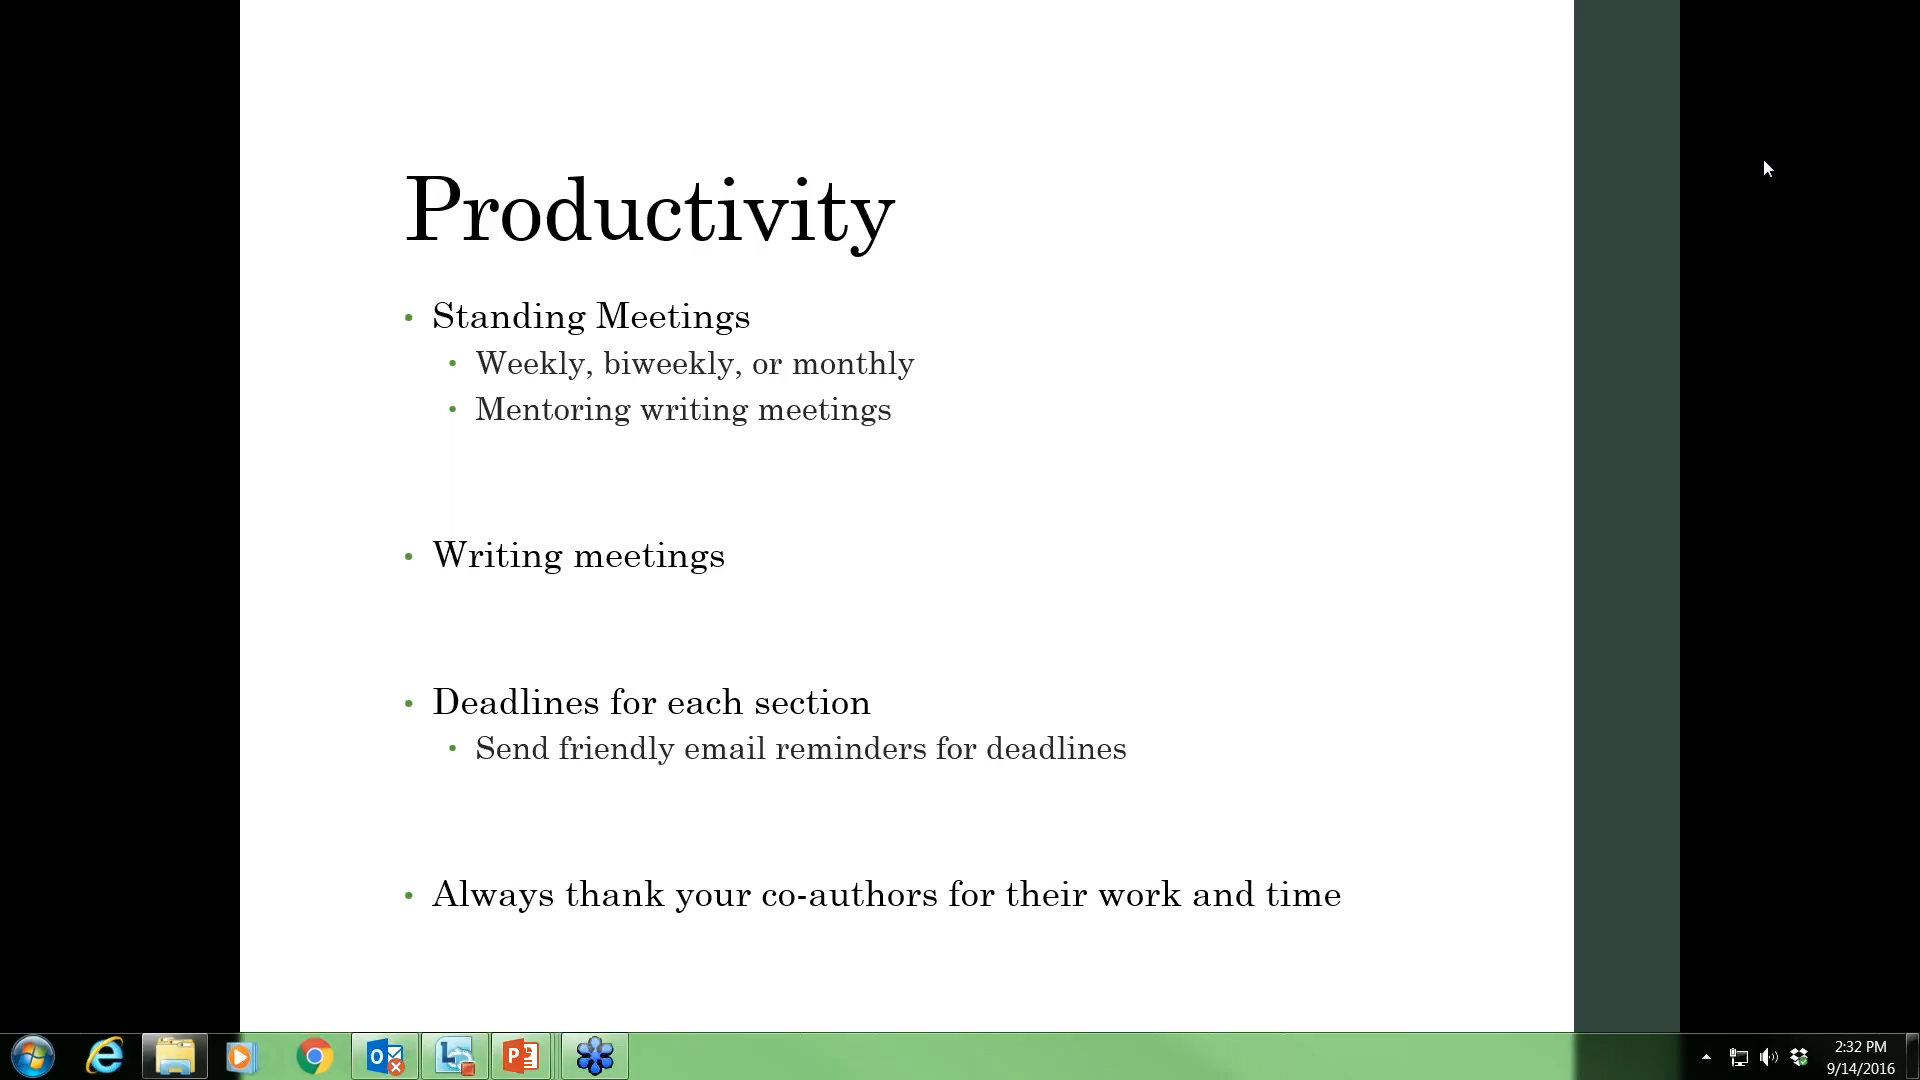 Productivity
• Standing Meetings
• Weekly, biweekly, or monthly
• Mentoring writing meetings
• Writing meetings
• Deadlines for each section
• Send friendly email reminders for deadlines
• Always thank your co-authors for their work and time
2:32 PM
9/14/2016